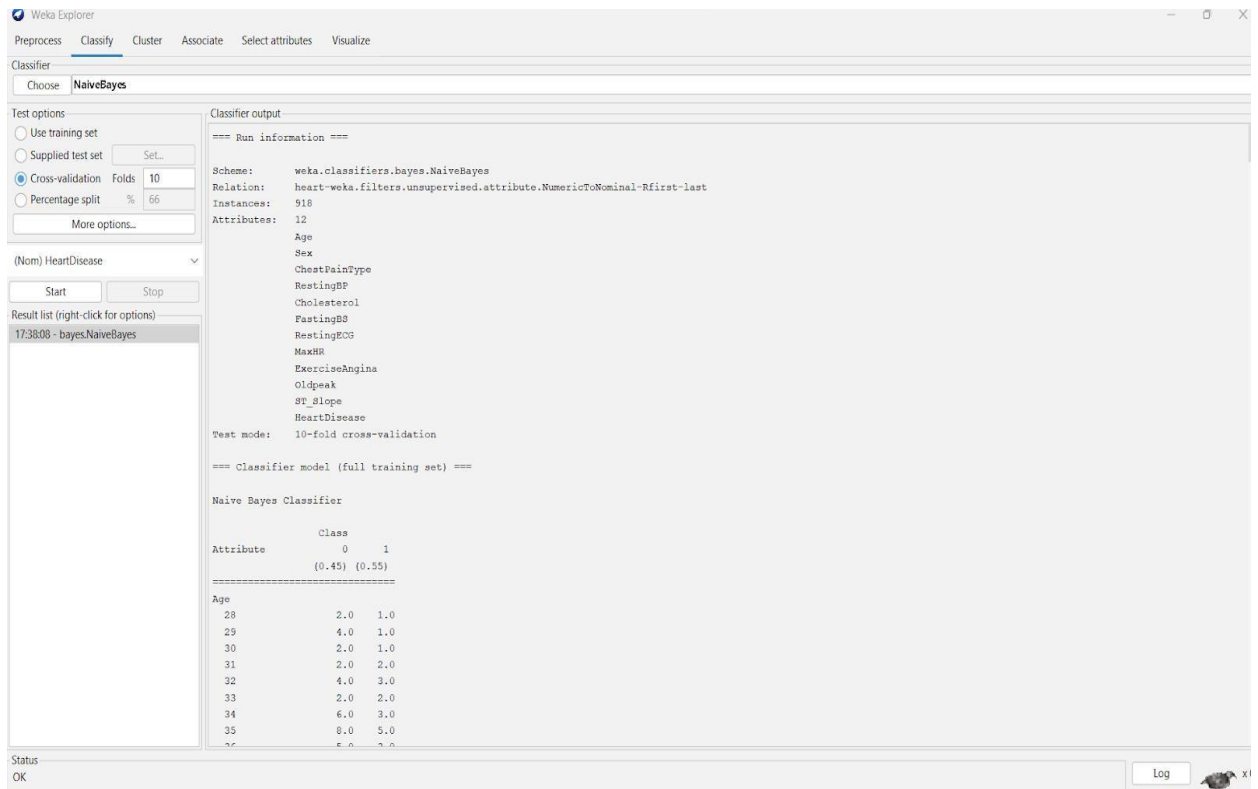 Weka Explorer
Preprocess Classify Cluster Associate Select attributes Visualize
Classifier
Choose NaiveBayes
Test options
Use training set
Supplied test set Set...
Cross-validation Folds 10
Percentage split % 66
More options...
(Nom) HeartDisease
Start Stop
Result list (right-click for options)
17:38:08 - bayes.NaiveBayes
Classifier output
=== Run information ===
Scheme: weka.classifiers.bayes.NaiveBayes
Relation: heart-weka.filters.unsupervised.attribute.NumericToNominal-Rfirst-last
Instances: 918
Attributes: 12
Age
Sex
ChestPainType
RestingBP
Cholesterol
FastingBS
RestingECG
MaxHR
ExerciseAngina
Oldpeak
ST_Slope
HeartDisease
Test mode: 10-fold cross-validation
=== Classifier model (full training set) ===
Naive Bayes Classifier
Class
Attribute 0 1
(0.45) (0.55)
================================
Age
28 2.0 1.0
29 4.0 1.0
30 2.0 1.0
31 2.0 2.0
32 4.0 3.0
33 2.0 2.0
34 6.0 3.0
35 8.0 5.0
Status
OK
Log